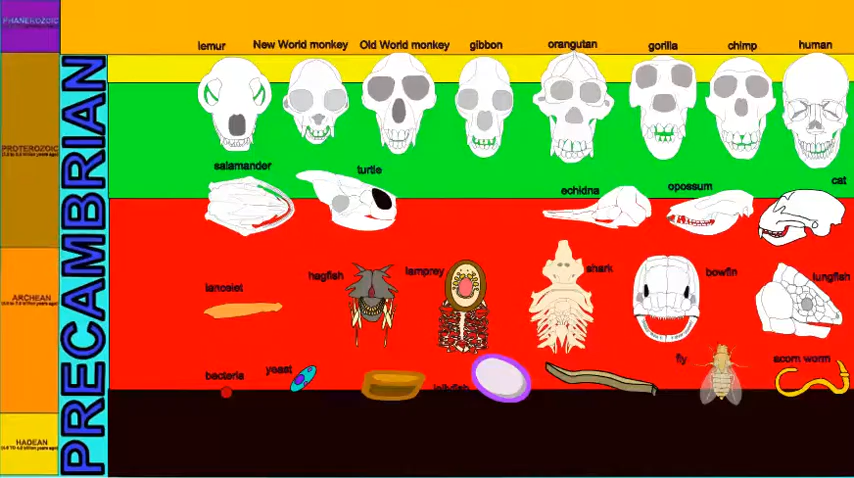 PHANEROZOIC
lemur
New World monkey
Old World monkey
gibbon
orangutan
gorilla
chimp
human
PROTEROZOIC
PRECAMBRIAN
salamander
turtle
echidna
opossum
cat
ARCHEAN
lancelet
hagfish
lamprey
shark
bowfin
lungfish
bacteria
yeast
jellyfish
fly
acorn worm
HADEAN